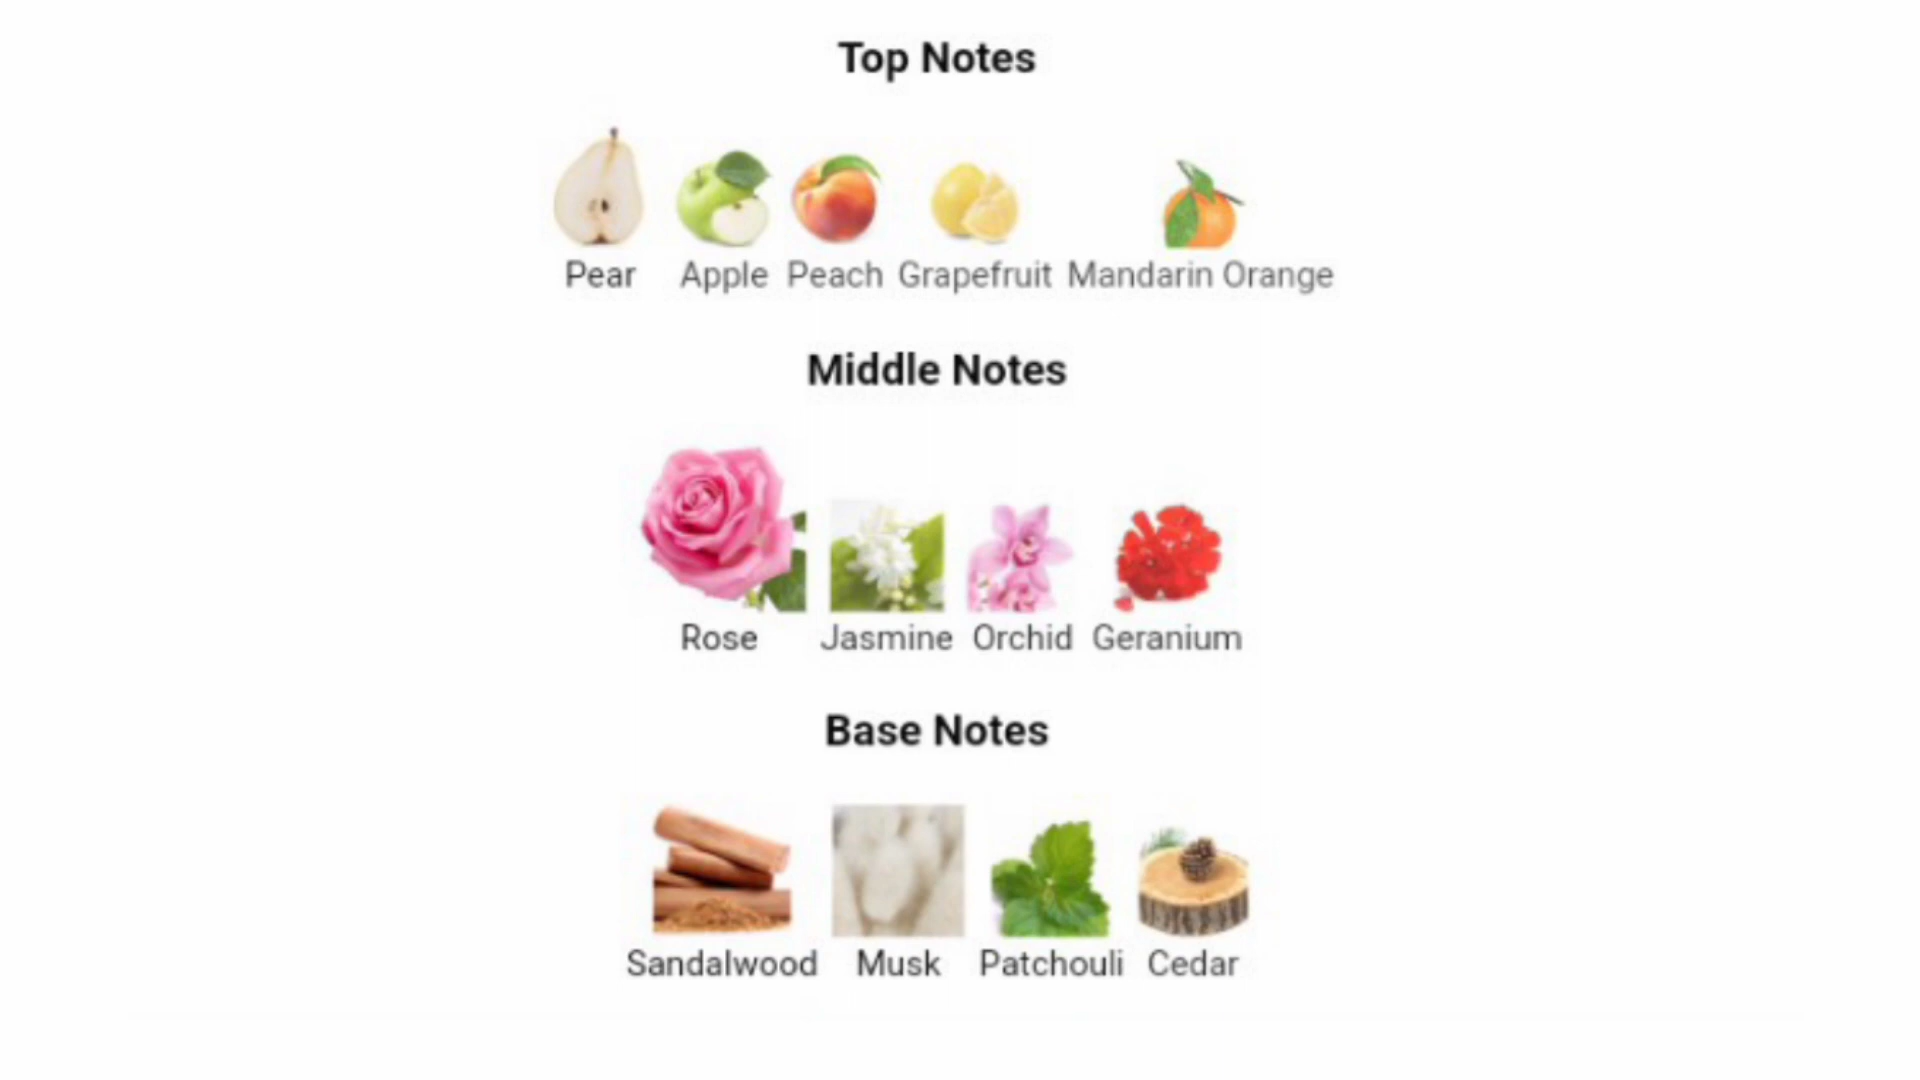 Top Notes
Pear Apple Peach Grapefruit Mandarin Orange
Middle Notes
Rose Jasmine Orchid Geranium
Base Notes
Sandalwood Musk Patchouli Cedar